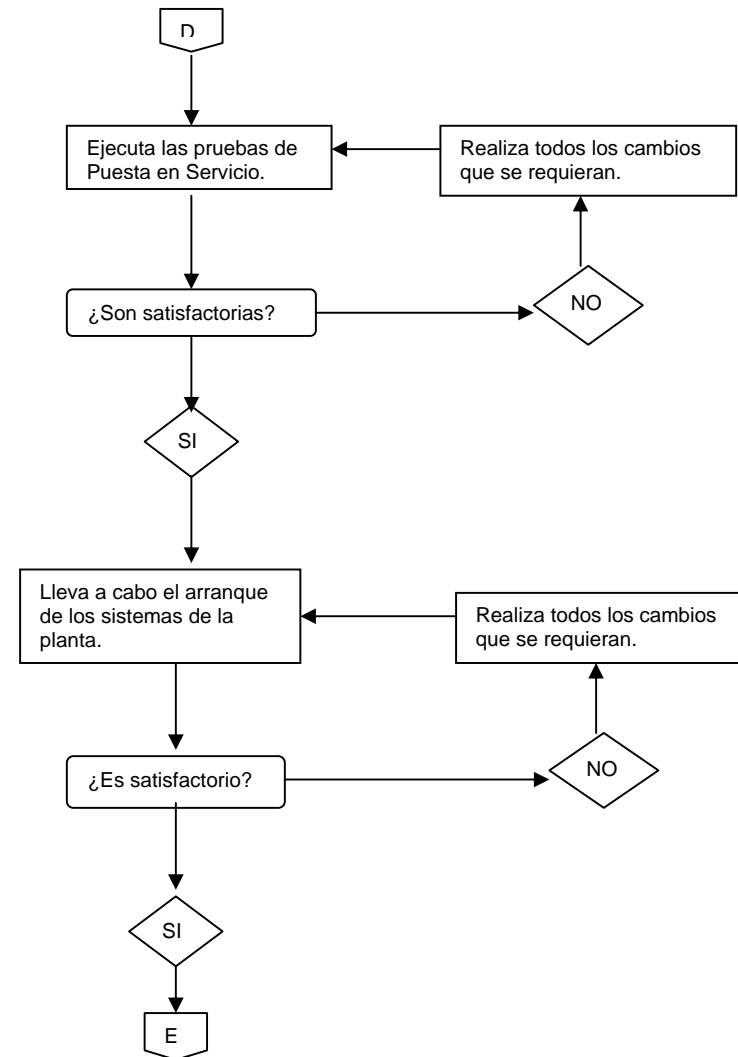 D
Ejecuta las pruebas de
Puesta en Servicio.
Realiza todos los cambios
que se requieran.
¿Son satisfactorias?
NO
SI
Lleva a cabo el arranque
de los sistemas de la
planta.
Realiza todos los cambios
que se requieran.
¿Es satisfactorio?
NO
SI
E